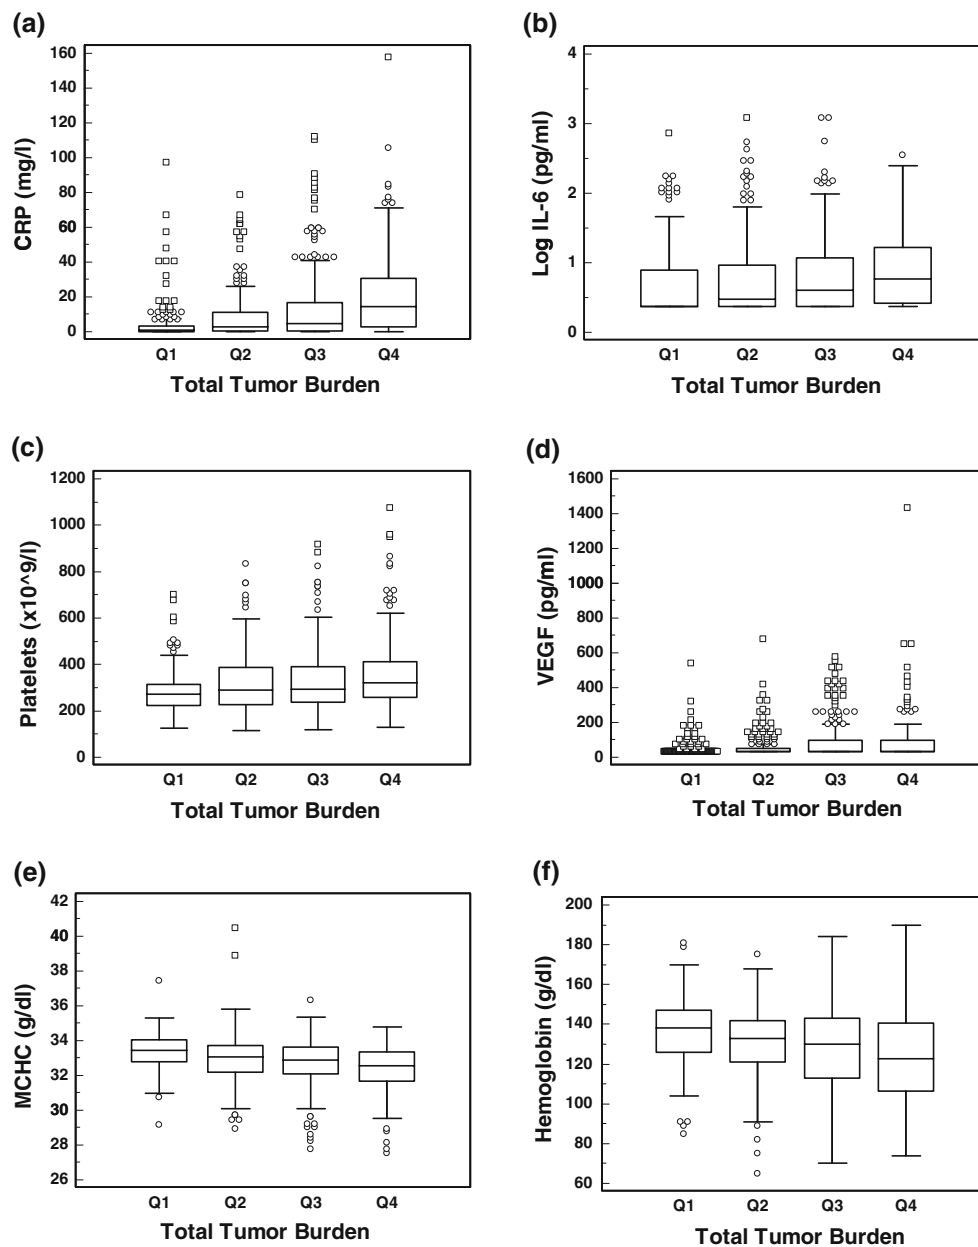 (a)
CRP (mg/l)
160
140
120
100
80
60
40
20
0
Q1 Q2 Q3 Q4
Total Tumor Burden
(b)
Log IL-6 (pg/ml)
4
3
2
1
0
Q1 Q2 Q3 Q4
Total Tumor Burden
(c)
Platelets (x10^9/l)
1200
1000
800
600
400
200
0
Q1 Q2 Q3 Q4
Total Tumor Burden
(d)
VEGF (pg/ml)
1600
1400
1200
1000
800
600
400
200
0
Q1 Q2 Q3 Q4
Total Tumor Burden
(e)
MCHC (g/dl)
42
40
38
36
34
32
30
28
26
Q1 Q2 Q3 Q4
Total Tumor Burden
(f)
Hemoglobin (g/dl)
200
180
160
140
120
100
80
60
Q1 Q2 Q3 Q4
Total Tumor Burden